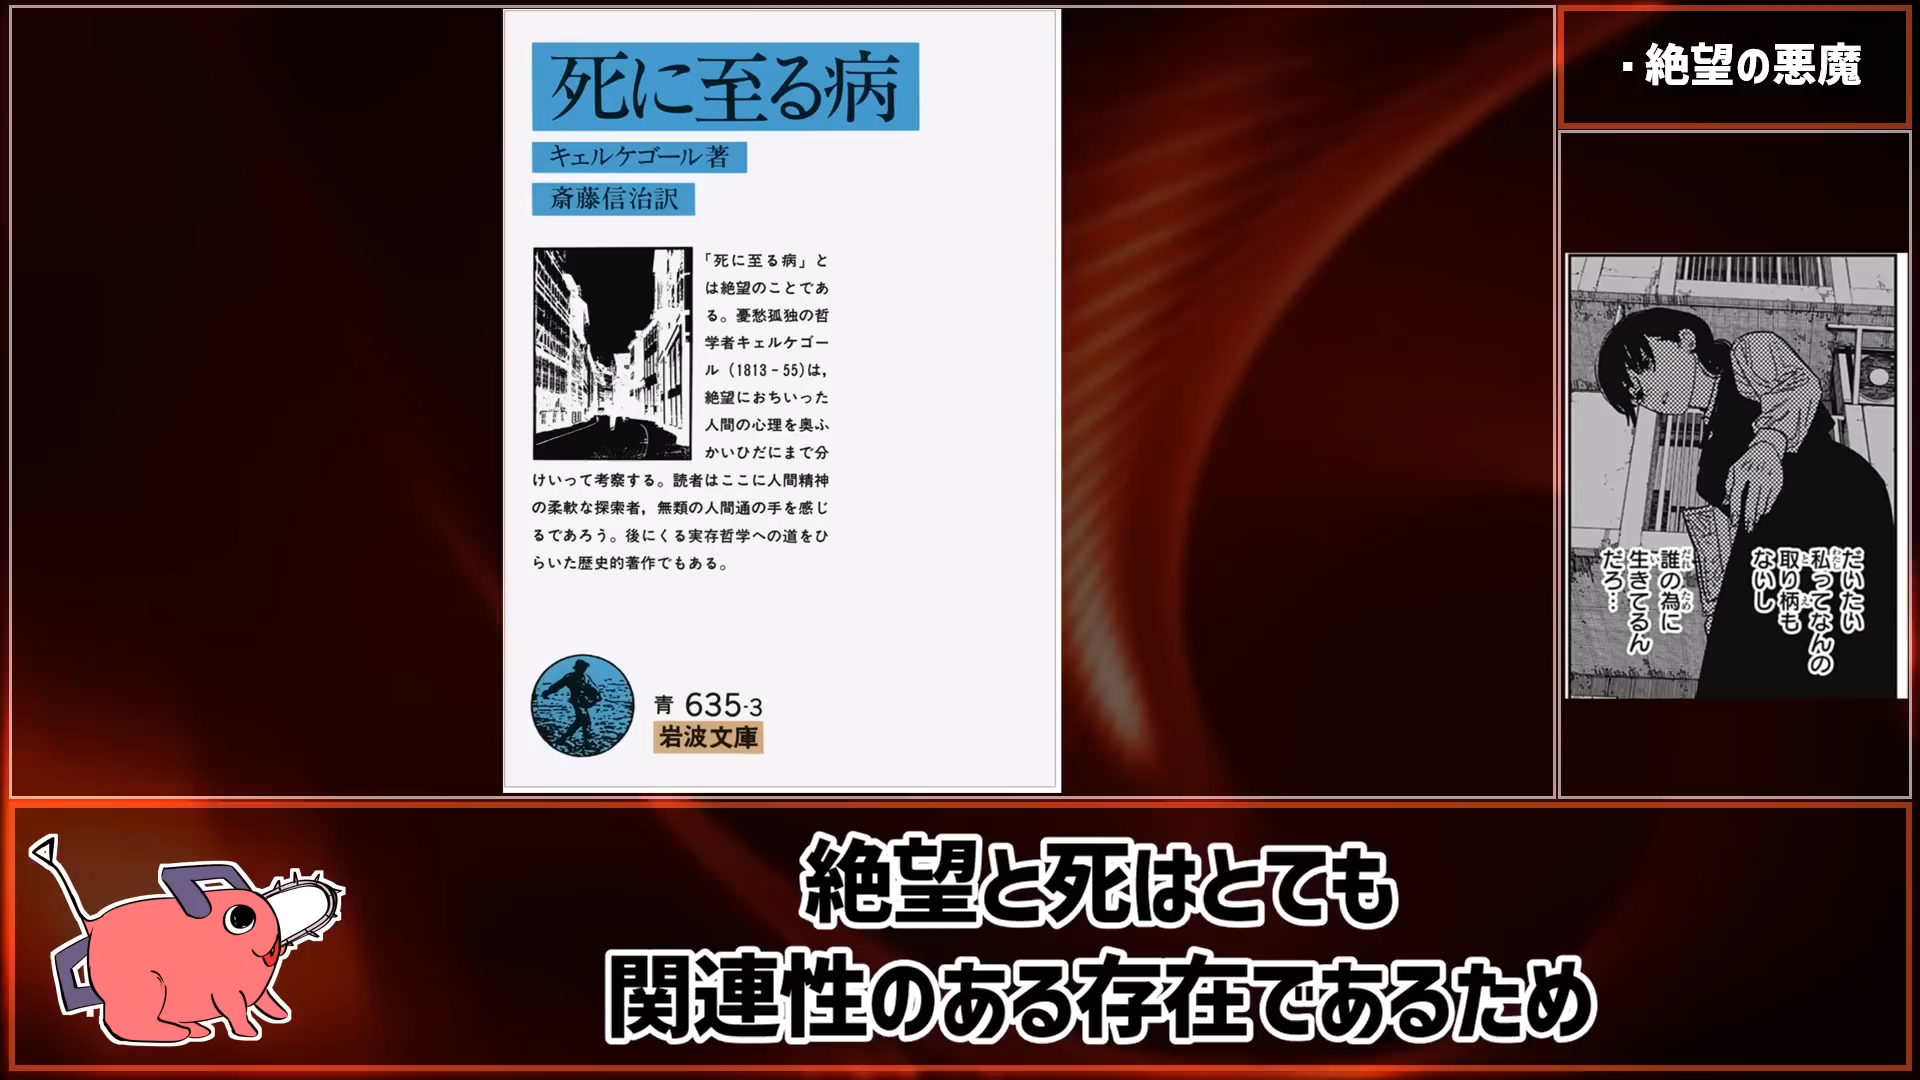 死に至る病
キェルケゴール著
斎藤信治訳
「死に至る病」と
は絶望のことであ
る。憂愁孤独の哲
学者キェルケゴー
ル（1813‐55)は，
絶望におちいった
人間の心理を奥ふ
かいひだにまで分
けいって考察する。読者はここに人間精神
の柔軟な探索者，無類の人間通の手を感じ
るであろう。後にくる実存哲学への道をひ
らいた歴史的著作でもある。
青 635-3
岩波文庫
・絶望の悪魔
だいたい
私ってなんの
取り柄も
ないし
誰の為に
生きてるん
だろ…
絶望と死はとても
関連性のある存在であるため